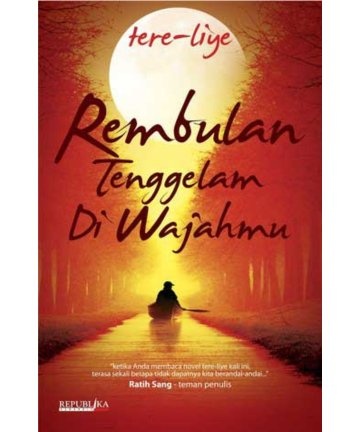 tere-liye
Rembulan
Tenggelam
Di Wajahmu
"ketika Anda membaca novel tere-liye kali ini,
terasa sekali betapa tidak dapatnya kita berandai-andai..."
Ratih Sang - teman penulis
REPUBLIKA
PENERBIT